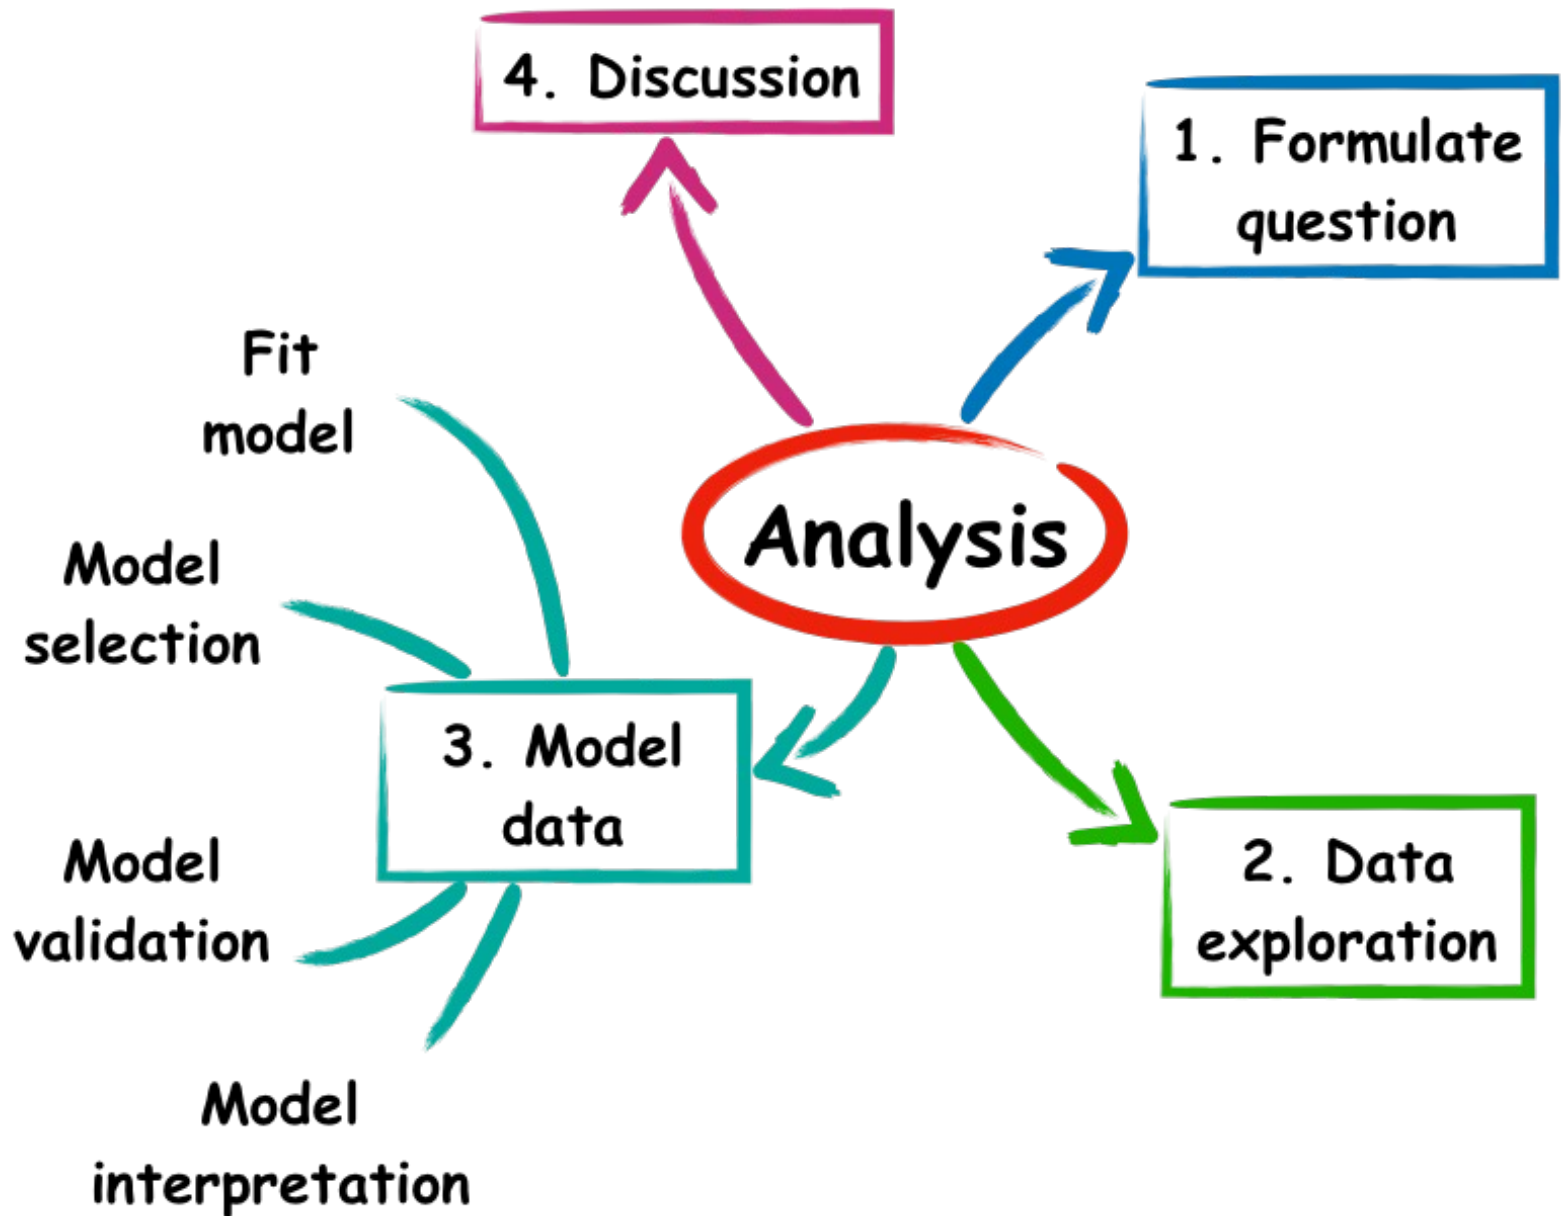 4. Discussion
1. Formulate
question
Fit
model
Analysis
Model
selection
3. Model
data
Model
validation
2. Data
exploration
Model
interpretation